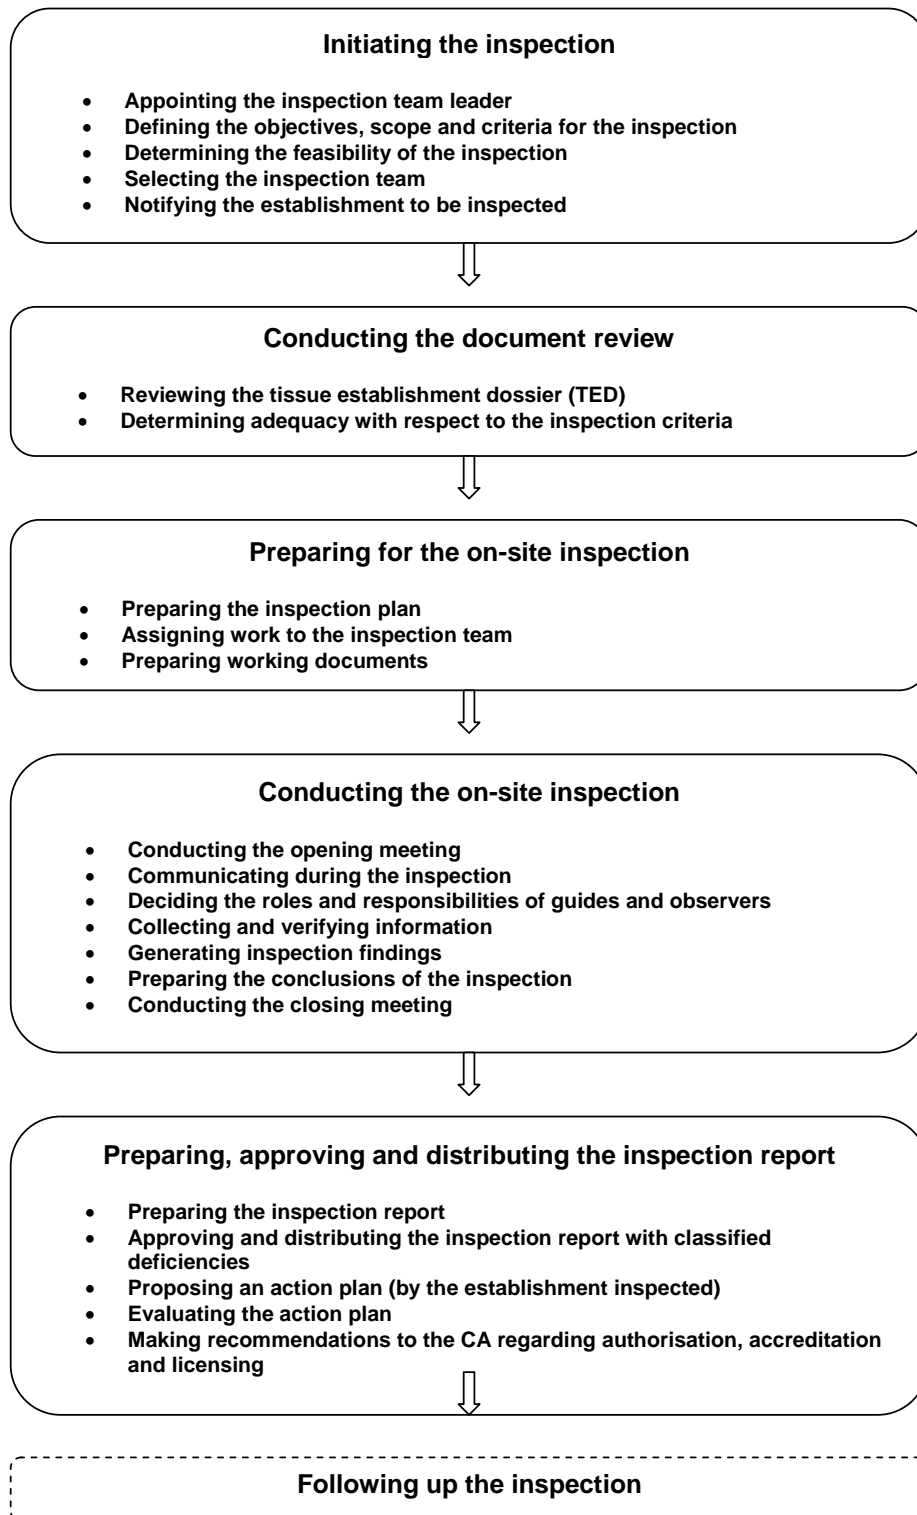 Initiating the inspection
• Appointing the inspection team leader
• Defining the objectives, scope and criteria for the inspection
• Determining the feasibility of the inspection
• Selecting the inspection team
• Notifying the establishment to be inspected
Conducting the document review
• Reviewing the tissue establishment dossier (TED)
• Determining adequacy with respect to the inspection criteria
Preparing for the on-site inspection
• Preparing the inspection plan
• Assigning work to the inspection team
• Preparing working documents
Conducting the on-site inspection
• Conducting the opening meeting
• Communicating during the inspection
• Deciding the roles and responsibilities of guides and observers
• Collecting and verifying information
• Generating inspection findings
• Preparing the conclusions of the inspection
• Conducting the closing meeting
Preparing, approving and distributing the inspection report
• Preparing the inspection report
• Approving and distributing the inspection report with classified
deficiencies
• Proposing an action plan (by the establishment inspected)
• Evaluating the action plan
• Making recommendations to the CA regarding authorisation, accreditation
and licensing
Following up the inspection